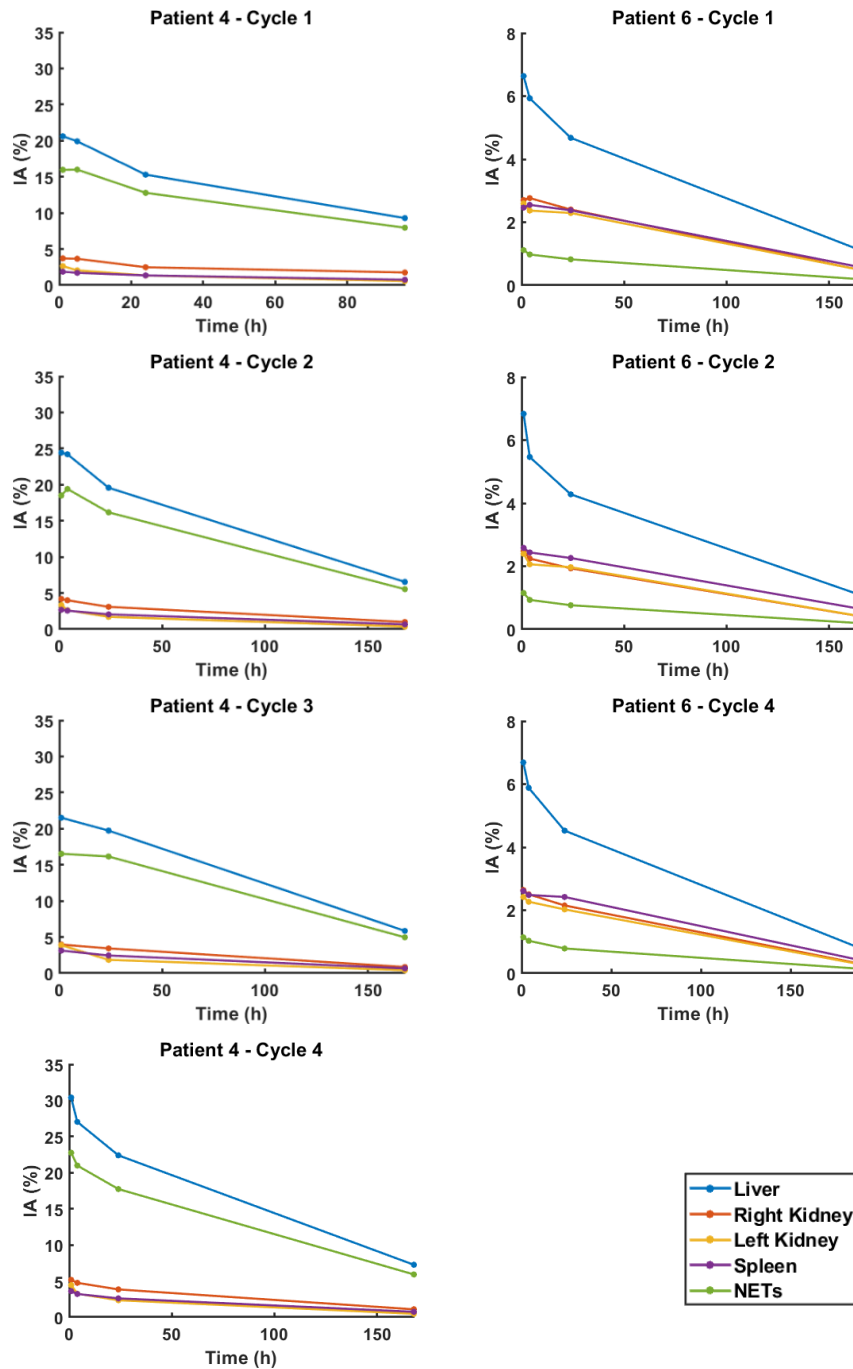 Patient 4 - Cycle 1
35
30
25
20
15
10
5
0
IA (%)
0 20 40 60 80
Time (h)
Patient 6 - Cycle 1
8
6
4
2
0
IA (%)
0 50 100 150
Time (h)
Patient 4 - Cycle 2
35
30
25
20
15
10
5
0
IA (%)
0 50 100 150
Time (h)
Patient 6 - Cycle 2
8
6
4
2
0
IA (%)
0 50 100 150
Time (h)
Patient 4 - Cycle 3
35
30
25
20
15
10
5
0
IA (%)
0 50 100 150
Time (h)
Patient 6 - Cycle 4
8
6
4
2
0
IA (%)
0 50 100 150
Time (h)
Patient 4 - Cycle 4
35
30
25
20
15
10
5
0
IA (%)
0 50 100 150
Time (h)
Liver
Right Kidney
Left Kidney
Spleen
NETs